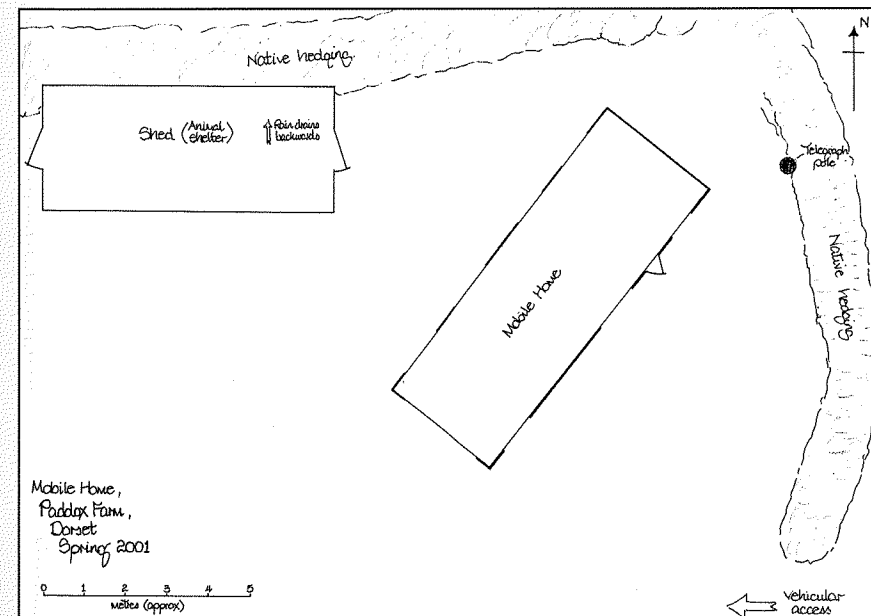 Native hedging
N
Shed (Animal
shelter)
Rain drains
backwards
Telegraph
pole
Native hedging
Mobile Home
Mobile Home,
Paddox Farm,
Dorset
Spring 2001
0 1 2 3 4 5
Metres (approx)
Vehicular
access